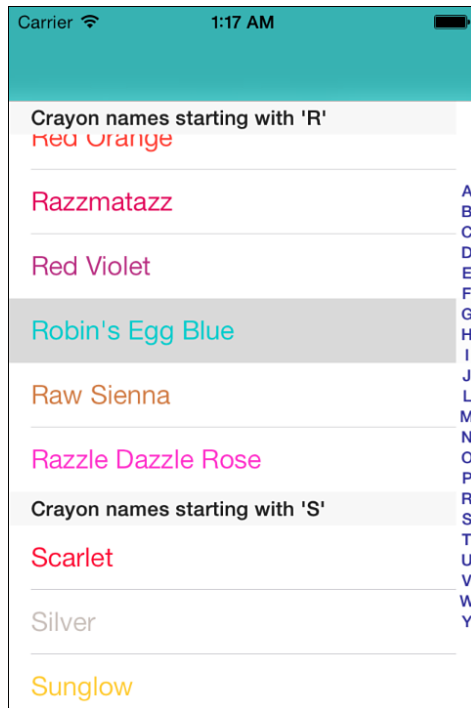 Carrier 1:17 AM
Crayon names starting with 'R'
Red Orange
Razzmatazz
Red Violet
Robin's Egg Blue
Raw Sienna
Razzle Dazzle Rose
Crayon names starting with 'S'
Scarlet
Silver
Sunglow
A
B
C
D
E
F
G
H
I
J
L
M
N
O
P
R
S
T
U
V
W
Y